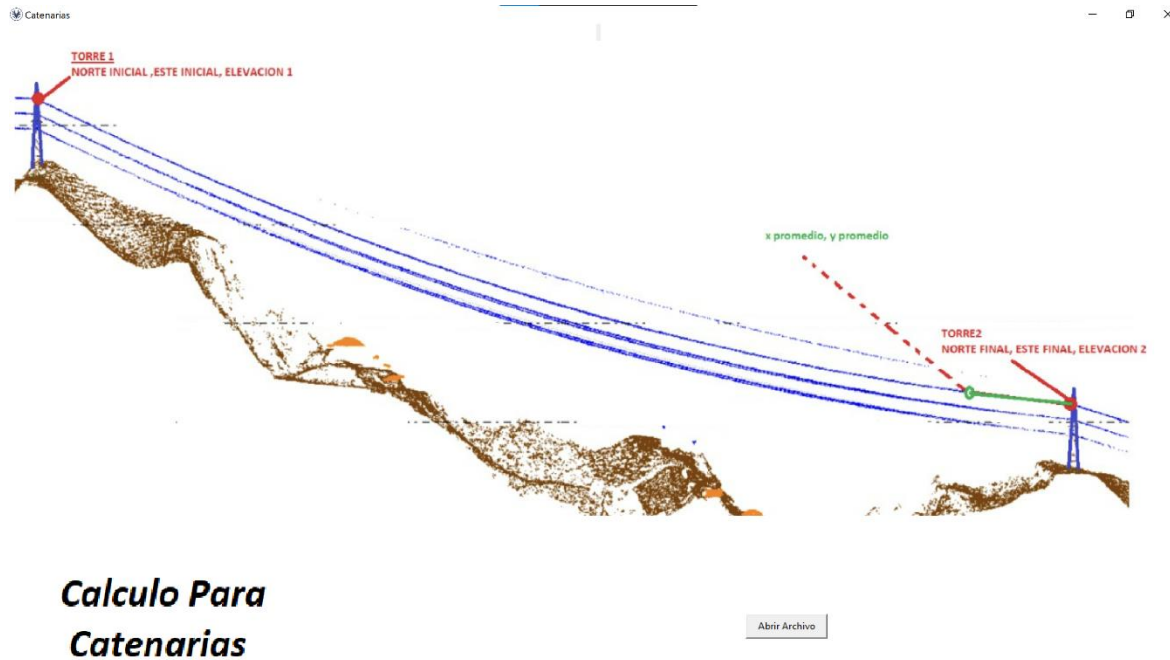 Catenarias
TORRE 1
NORTE INICIAL ,ESTE INICIAL, ELEVACION 1
x promedio, y promedio
TORRE2
NORTE FINAL, ESTE FINAL, ELEVACION 2
Calculo Para
Catenarias
Abrir Archivo